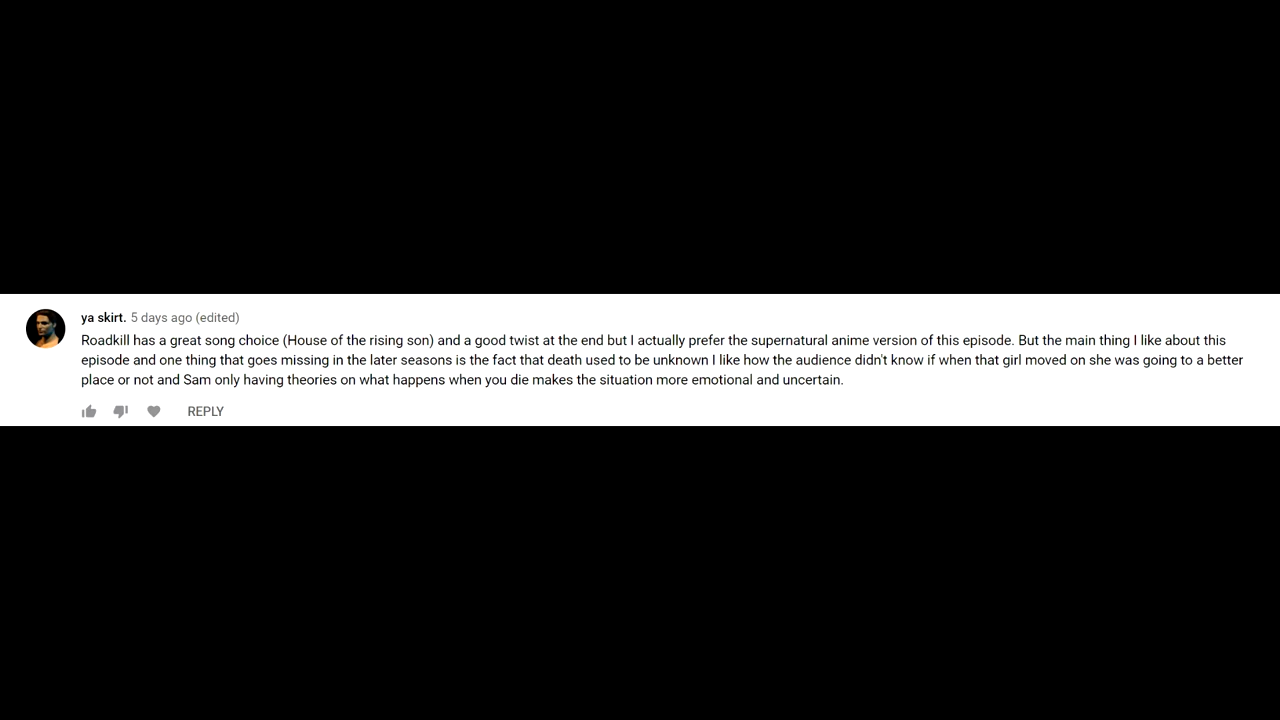 ya skirt. 5 days ago (edited)
Roadkill has a great song choice (House of the rising son) and a good twist at the end but I actually prefer the supernatural anime version of this episode. But the main thing I like about this
episode and one thing that goes missing in the later seasons is the fact that death used to be unknown I like how the audience didn't know if when that girl moved on she was going to a better
place or not and Sam only having theories on what happens when you die makes the situation more emotional and uncertain.
REPLY